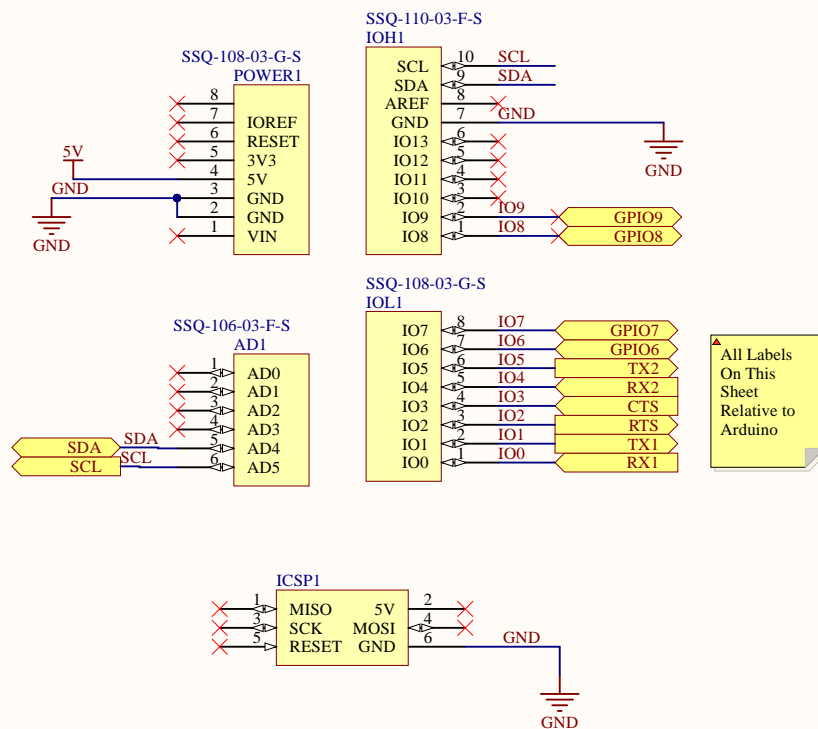 SSQ-108-03-G-S
POWER1
8
7 IOREF
6 RESET
5 3V3
5V 4 5V
GND 3 GND
2 GND
1 VIN
GND
SSQ-110-03-F-S
IOH1
SCL 10 SCL
SDA 9 SDA
AREF 8
GND 7 GND
IO13 6
IO12 5
IO11 4
IO10 3
IO9 2 IO9 GPIO9
IO8 1 IO8 GPIO8
GND
SSQ-106-03-F-S
AD1
1 AD0
2 AD1
3 AD2
4 AD3
SDA SDA 5 AD4
SCL SCL 6 AD5
SSQ-108-03-G-S
IOL1
IO7 8 IO7 GPIO7
IO6 7 IO6 GPIO6
IO5 6 IO5 TX2
IO4 5 IO4 RX2
IO3 4 IO3 CTS
IO2 3 IO2 RTS
IO1 2 IO1 TX1
IO0 1 IO0 RX1
All Labels
On This
Sheet
Relative to
Arduino
ICSP1
1 MISO 5V 2
3 SCK MOSI 4
5 RESET GND 6 GND
GND